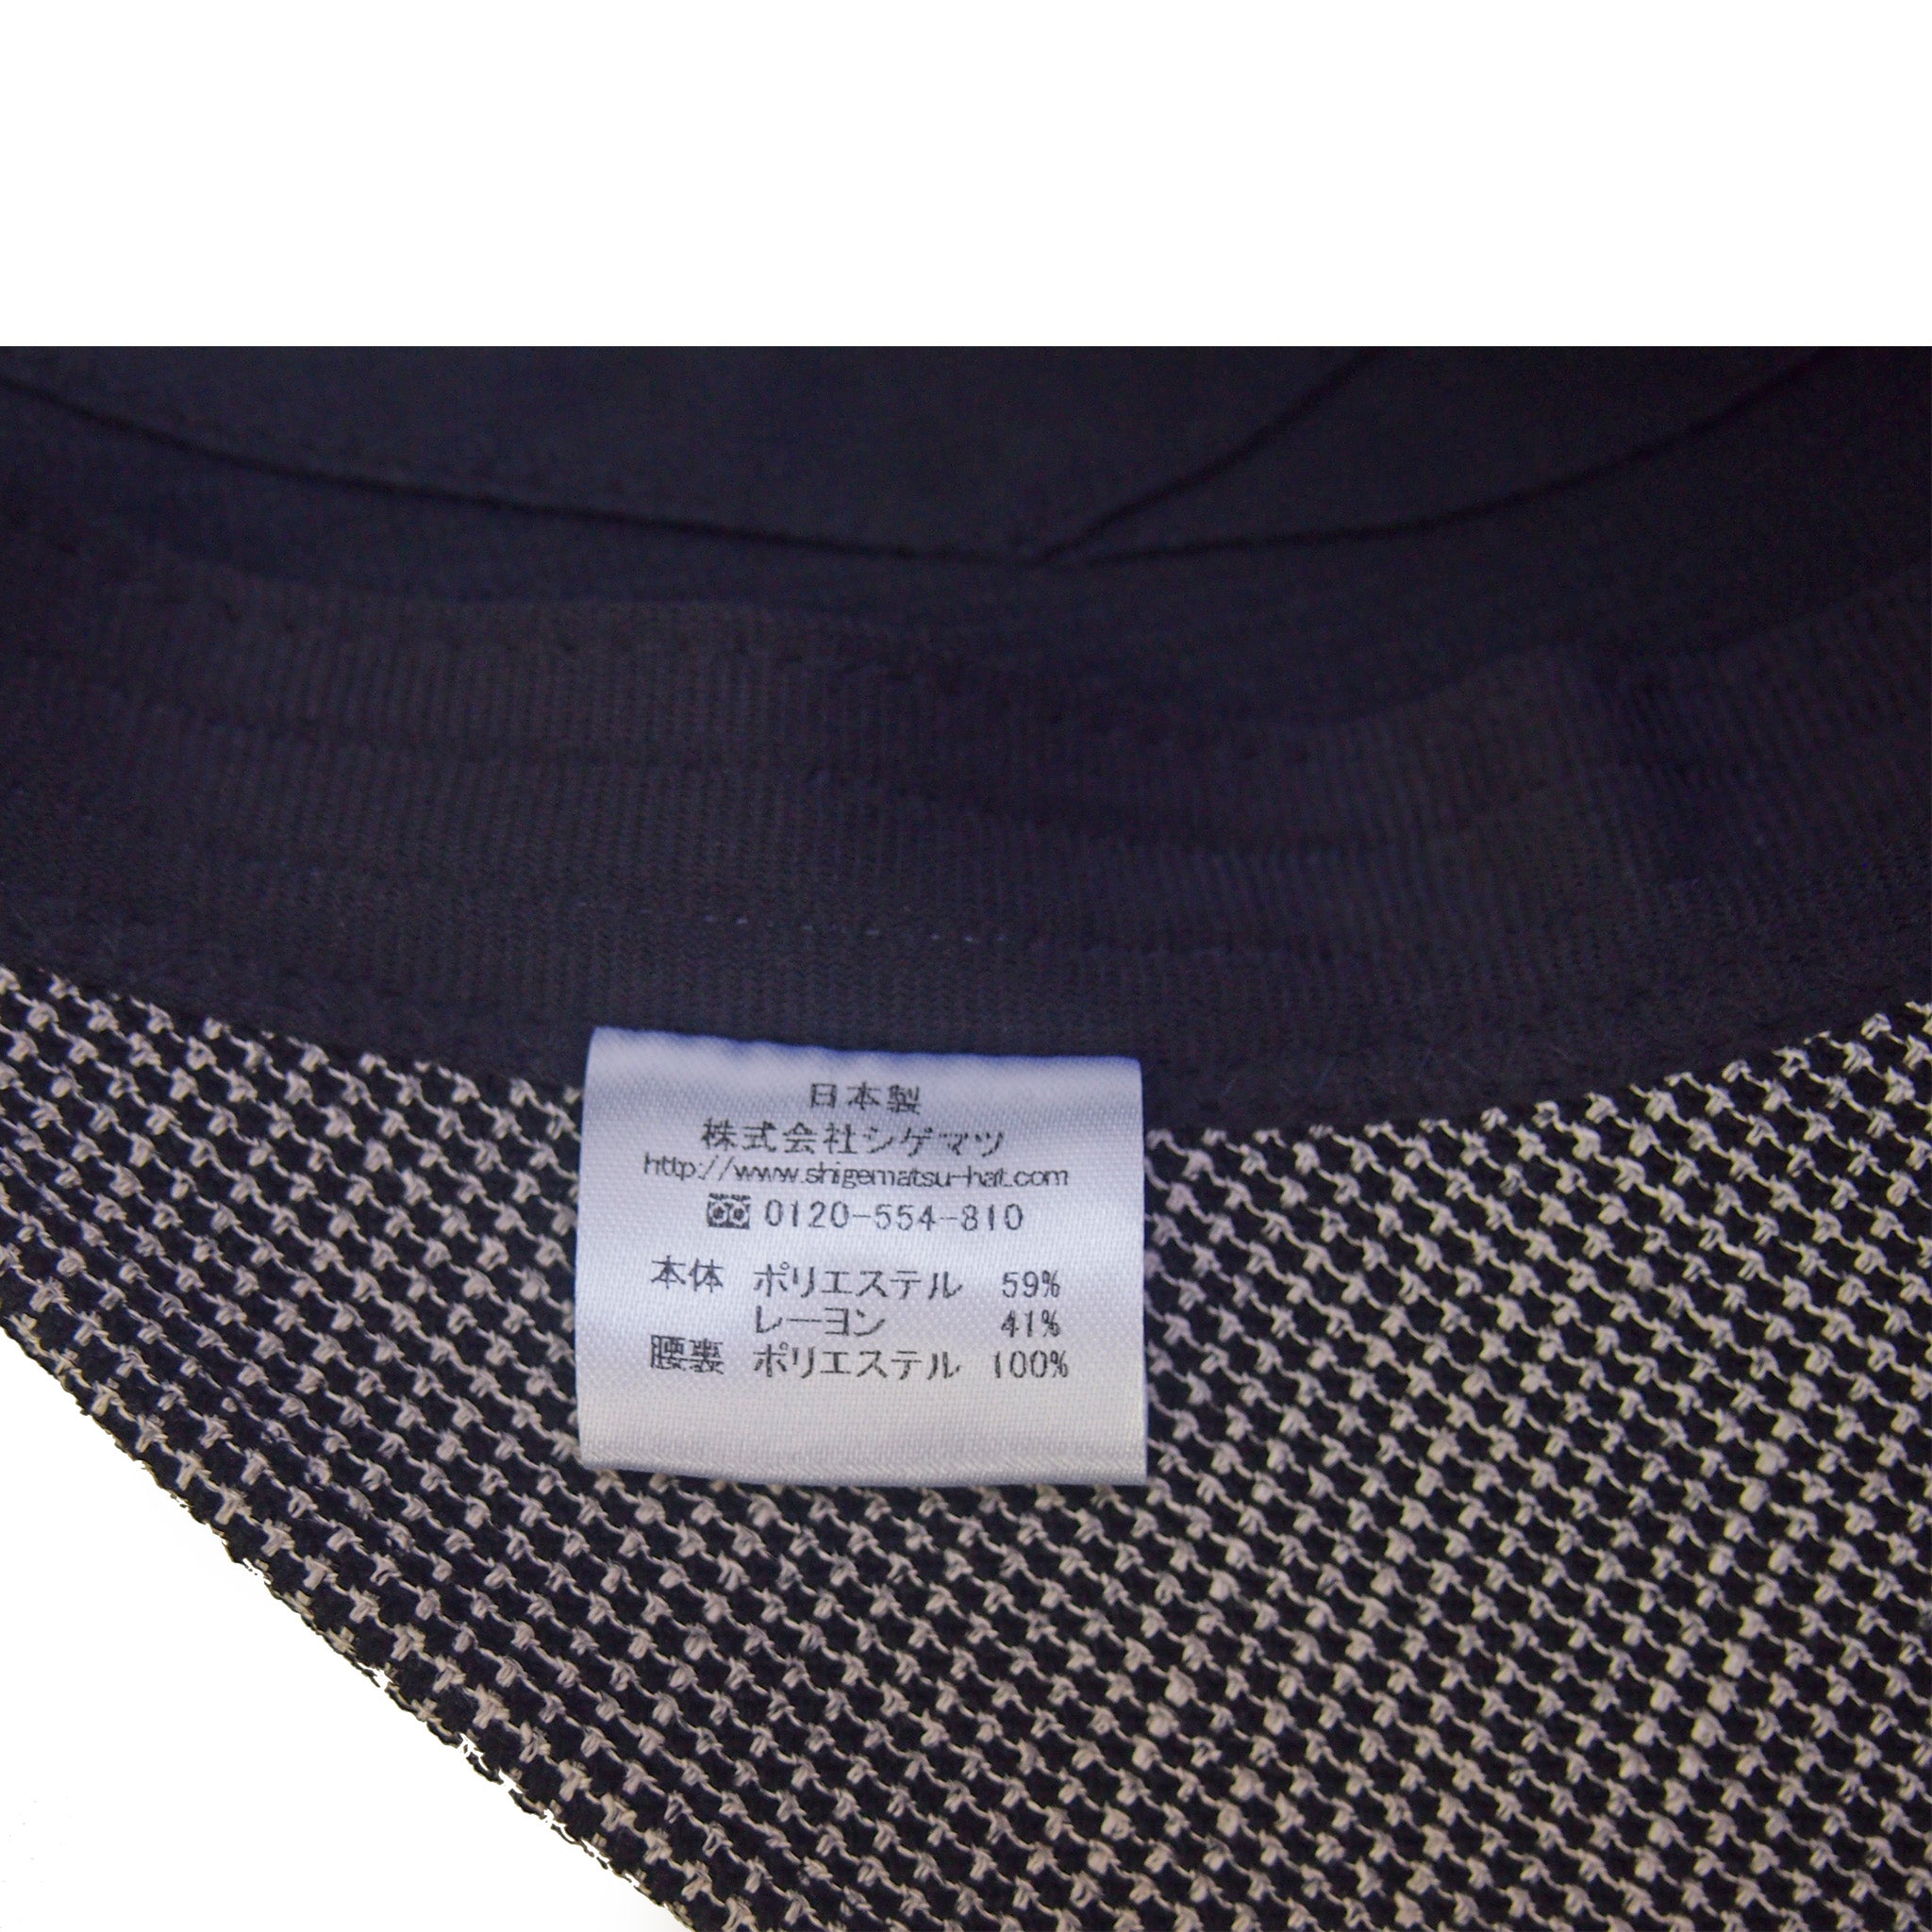 日本製
株式会社シゲマツ
http://www.shigematsu-hat.com
0120-554-810
本体 ポリエステル 59%
レーヨン 41%
腰裏 ポリエステル 100%